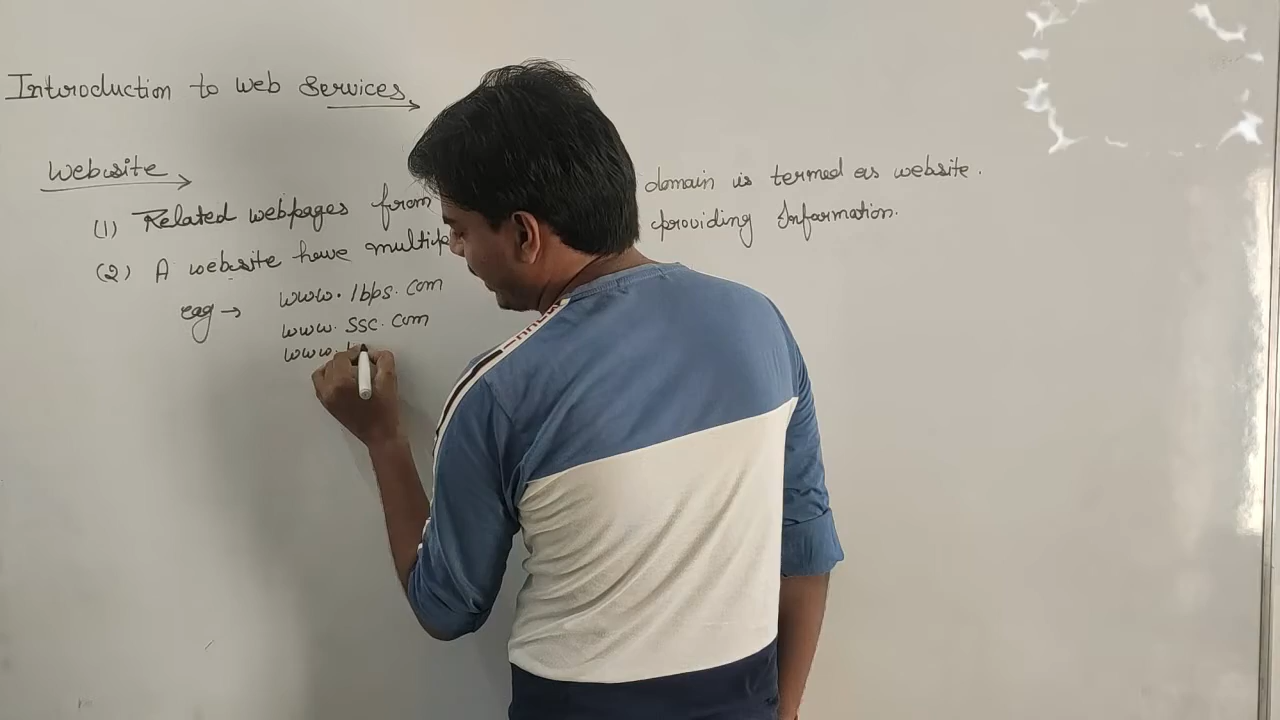 Introduction to web Services
Website
(1) Related webpages from domain is termed as website.
(2) A website have providing Information.
eg → www.ibps.com
www.ssc.com
www.